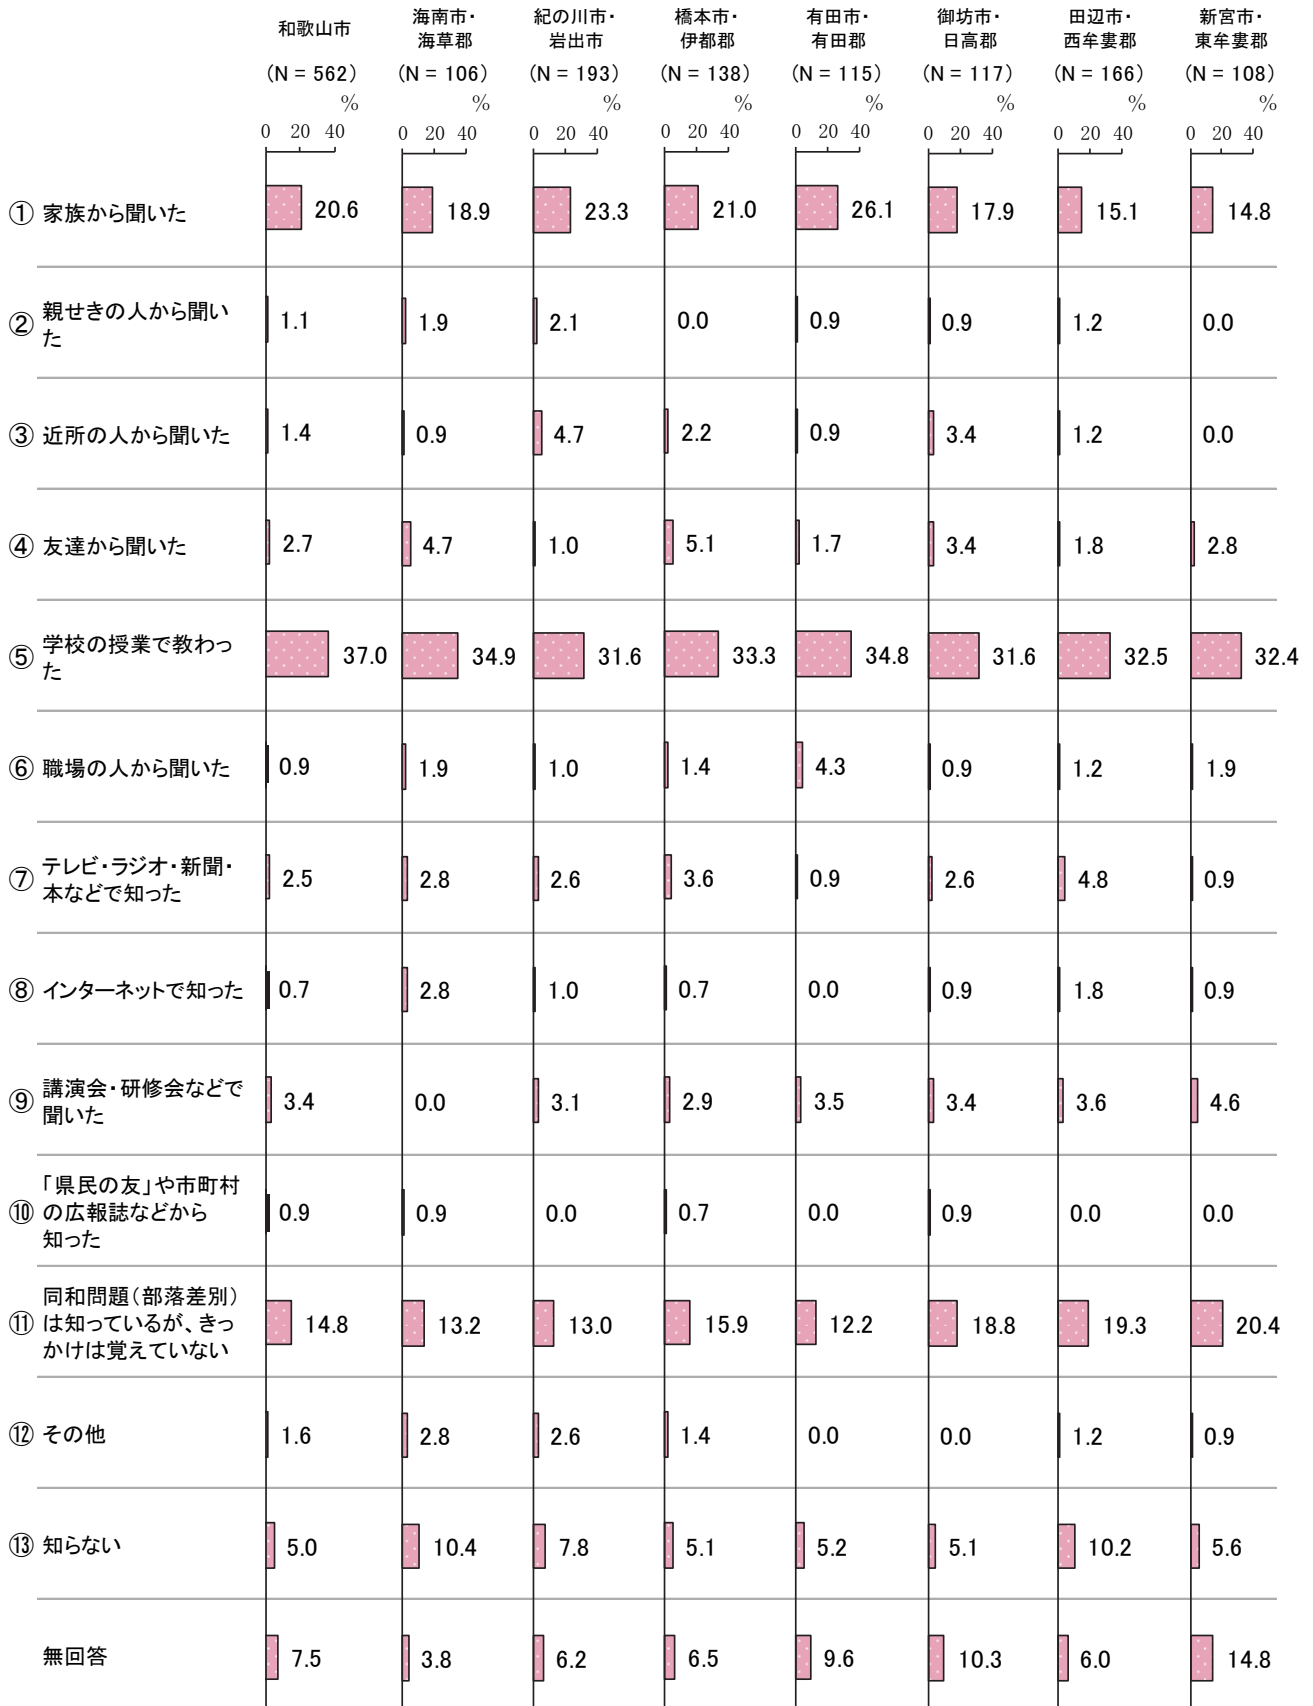 和歌山市 海南市・ 紀の川市・ 橋本市・ 有田市・ 御坊市・ 田辺市・ 新宮市・
海草郡 岩出市 伊都郡 有田郡 日高郡 西牟婁郡 東牟婁郡
(N = 562) (N = 106) (N = 193) (N = 138) (N = 115) (N = 117) (N = 166) (N = 108)
% % % % % % % %
0 20 40 0 20 40 0 20 40 0 20 40 0 20 40 0 20 40 0 20 40 0 20 40
① 家族から聞いた 20.6 18.9 23.3 21.0 26.1 17.9 15.1 14.8
② 親せきの人から聞い
た 1.1 1.9 2.1 0.0 0.9 0.9 1.2 0.0
③ 近所の人から聞いた 1.4 0.9 4.7 2.2 0.9 3.4 1.2 0.0
④ 友達から聞いた 2.7 4.7 1.0 5.1 1.7 3.4 1.8 2.8
⑤ 学校の授業で教わっ
た 37.0 34.9 31.6 33.3 34.8 31.6 32.5 32.4
⑥ 職場の人から聞いた 0.9 1.9 1.0 1.4 4.3 0.9 1.2 1.9
⑦ テレビ・ラジオ・新聞・
本などで知った 2.5 2.8 2.6 3.6 0.9 2.6 4.8 0.9
⑧ インターネットで知った 0.7 2.8 1.0 0.7 0.0 0.9 1.8 0.9
⑨ 講演会・研修会などで
聞いた 3.4 0.0 3.1 2.9 3.5 3.4 3.6 4.6
「県民の友」や市町村
⑩ の広報誌などから 0.9 0.9 0.0 0.7 0.0 0.9 0.0 0.0
知った
同和問題(部落差別)
⑪ は知っているが、きっ 14.8 13.2 13.0 15.9 12.2 18.8 19.3 20.4
かけは覚えていない
⑫ その他 1.6 2.8 2.6 1.4 0.0 0.0 1.2 0.9
⑬ 知らない 5.0 10.4 7.8 5.1 5.2 5.1 10.2 5.6
無回答 7.5 3.8 6.2 6.5 9.6 10.3 6.0 14.8